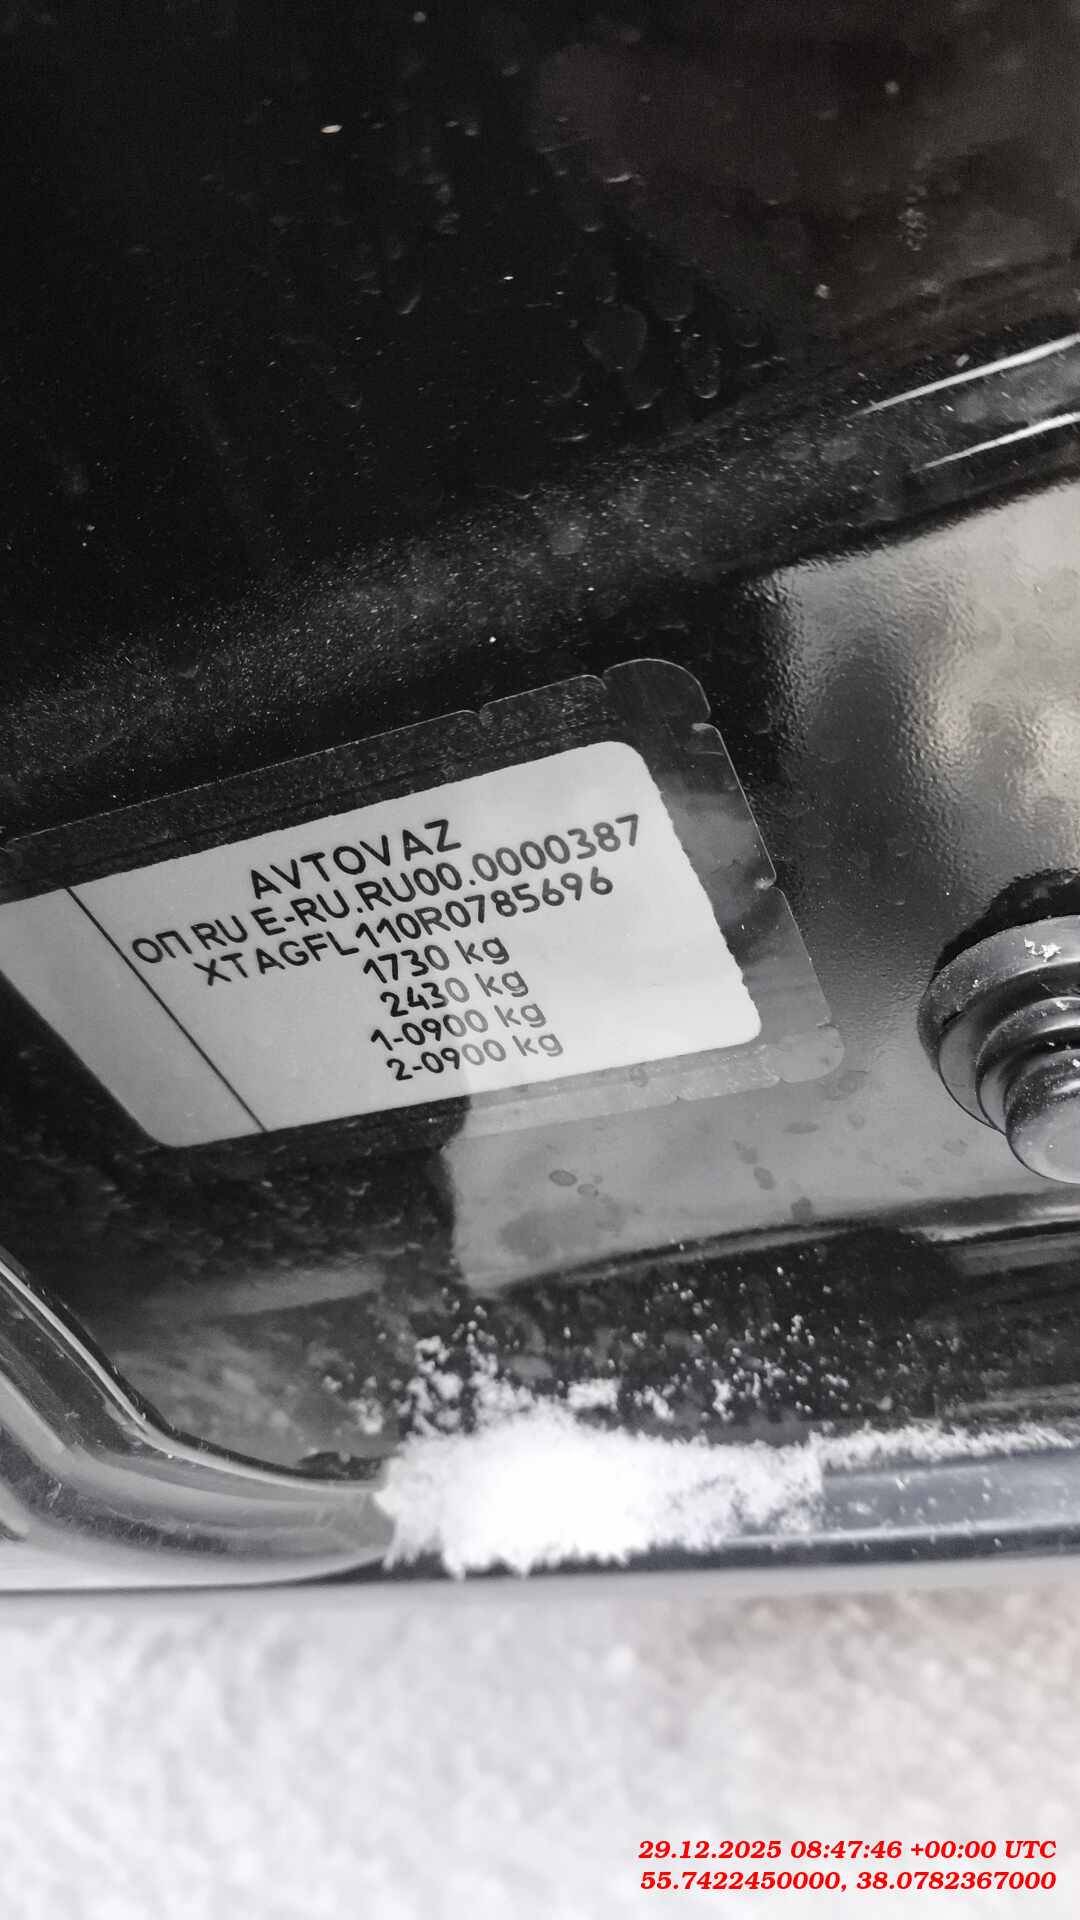 AVTOVAZ
ОП RU E-RU.RU00.0000387
XTAGFL110R0785696
1730 kg
2430 kg
1-0900 kg
2-0900 kg
29.12.2025 08:47:46 +00:00 UTC
55.7422450000, 38.0782367000